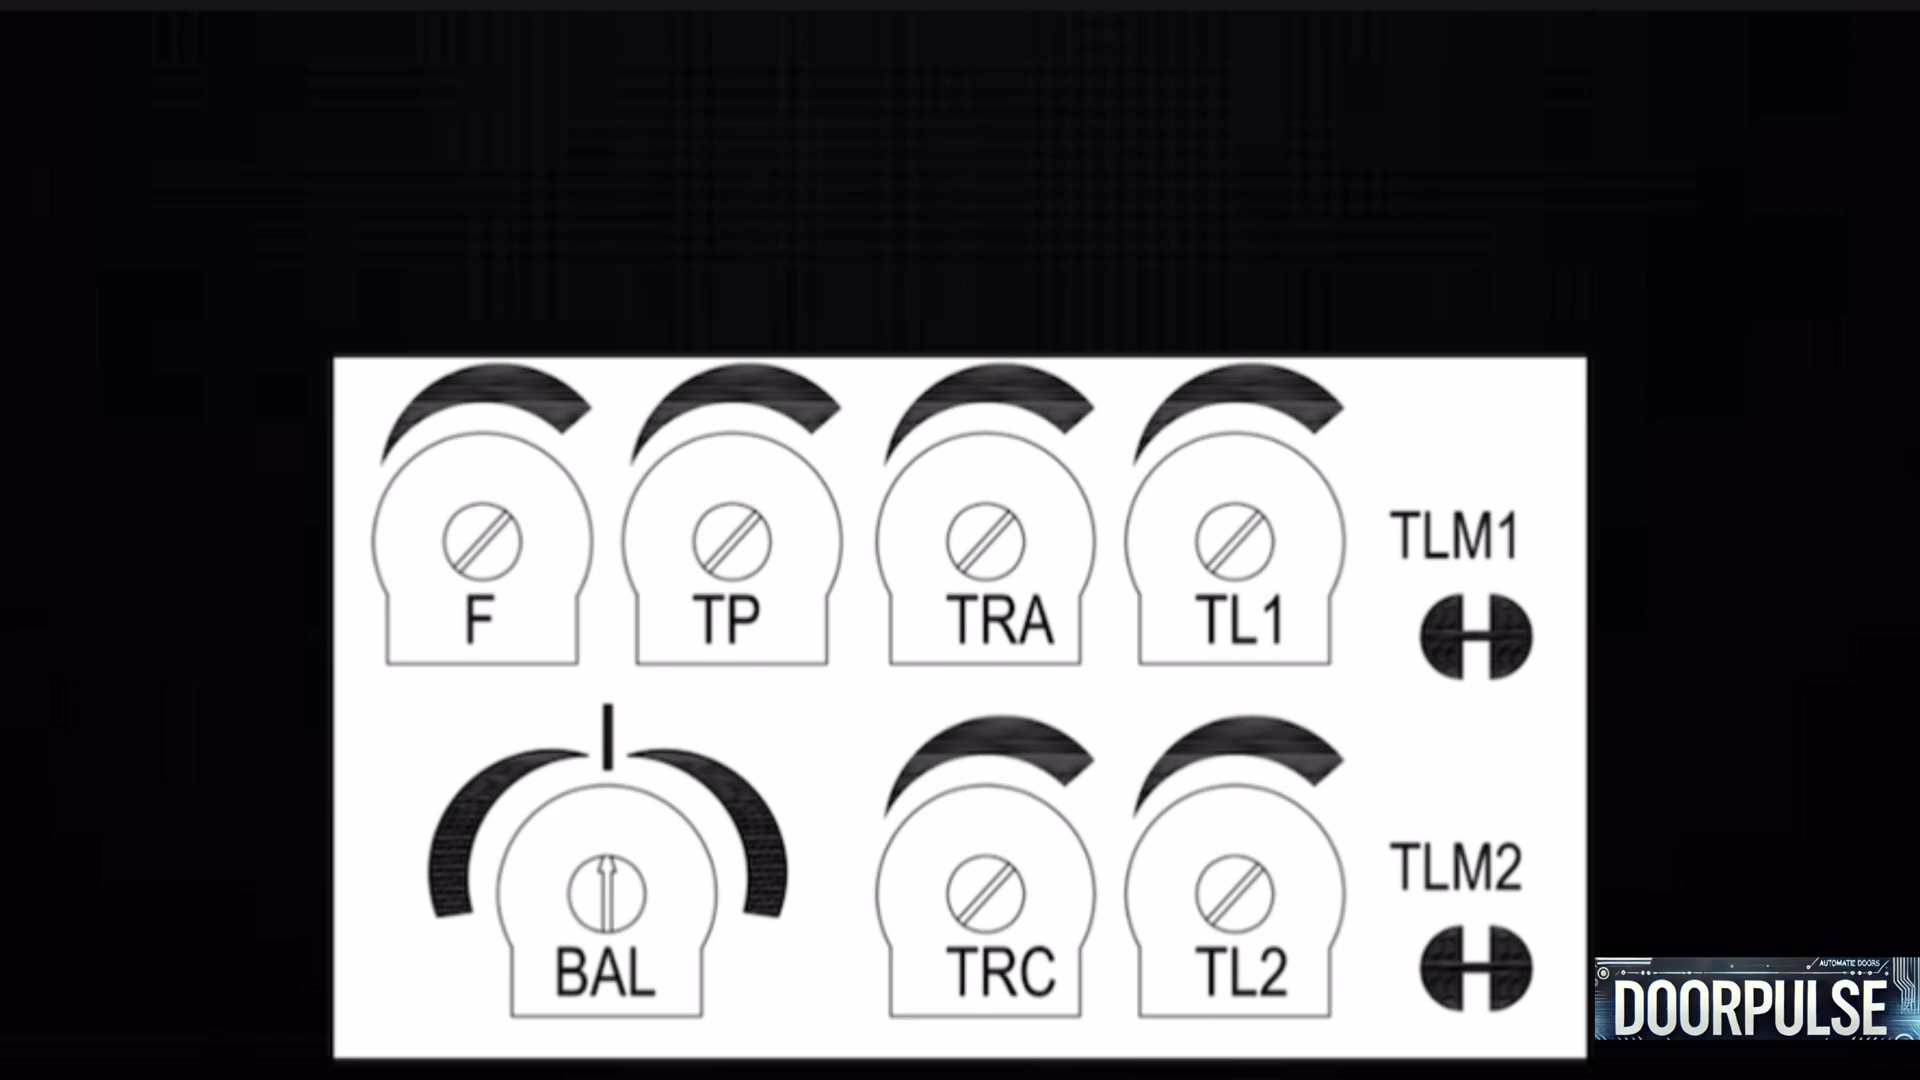 F TP TRA TL1
TLM1
BAL TRC TL2
TLM2
AUTOMATIC DOORS
DOORPULSE